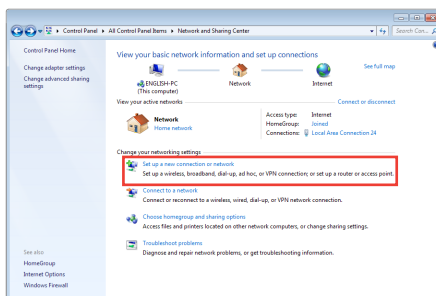 Control Panel
All Control Panel Items
Network and Sharing Center
Search Con...
Control Panel Home
Change adapter settings
Change advanced sharing
settings
View your basic network information and set up connections
See full map
ENGLISH-PC
(This computer)
Network
Internet
View your active networks
Connect or disconnect
Network
Home network
Access type: Internet
HomeGroup: Joined
Connections: Local Area Connection 24
Change your networking settings
Set up a new connection or network
Set up a wireless, broadband, dial-up, ad hoc, or VPN connection; or set up a router or access point.
Connect to a network
Connect or reconnect to a wireless, wired, dial-up, or VPN network connection.
Choose homegroup and sharing options
Access files and printers located on other network computers, or change sharing settings.
Troubleshoot problems
Diagnose and repair network problems, or get troubleshooting information.
See also
HomeGroup
Internet Options
Windows Firewall